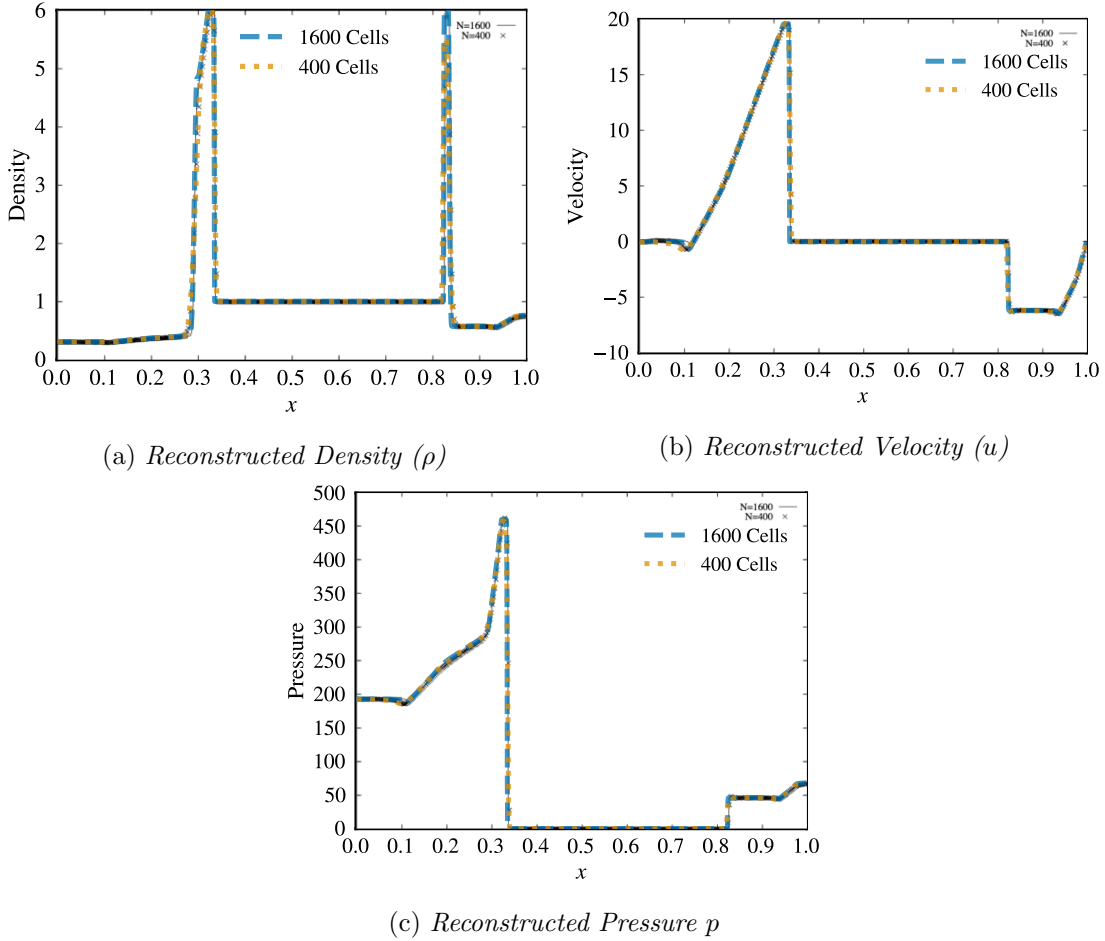 6
5
4
3
2
1
0
Density
1600 Cells
400 Cells
N=1600
N=400
0.0 0.1 0.2 0.3 0.4 0.5 0.6 0.7 0.8 0.9 1.0
x
(a) Reconstructed Density (ρ)
20
15
10
5
0
−5
−10
Velocity
N=1600
N=400
1600 Cells
400 Cells
0.0 0.1 0.2 0.3 0.4 0.5 0.6 0.7 0.8 0.9 1.0
x
(b) Reconstructed Velocity (u)
500
450
400
350
300
250
200
150
100
50
0
Pressure
N=1600
N=400
1600 Cells
400 Cells
0.0 0.1 0.2 0.3 0.4 0.5 0.6 0.7 0.8 0.9 1.0
x
(c) Reconstructed Pressure p